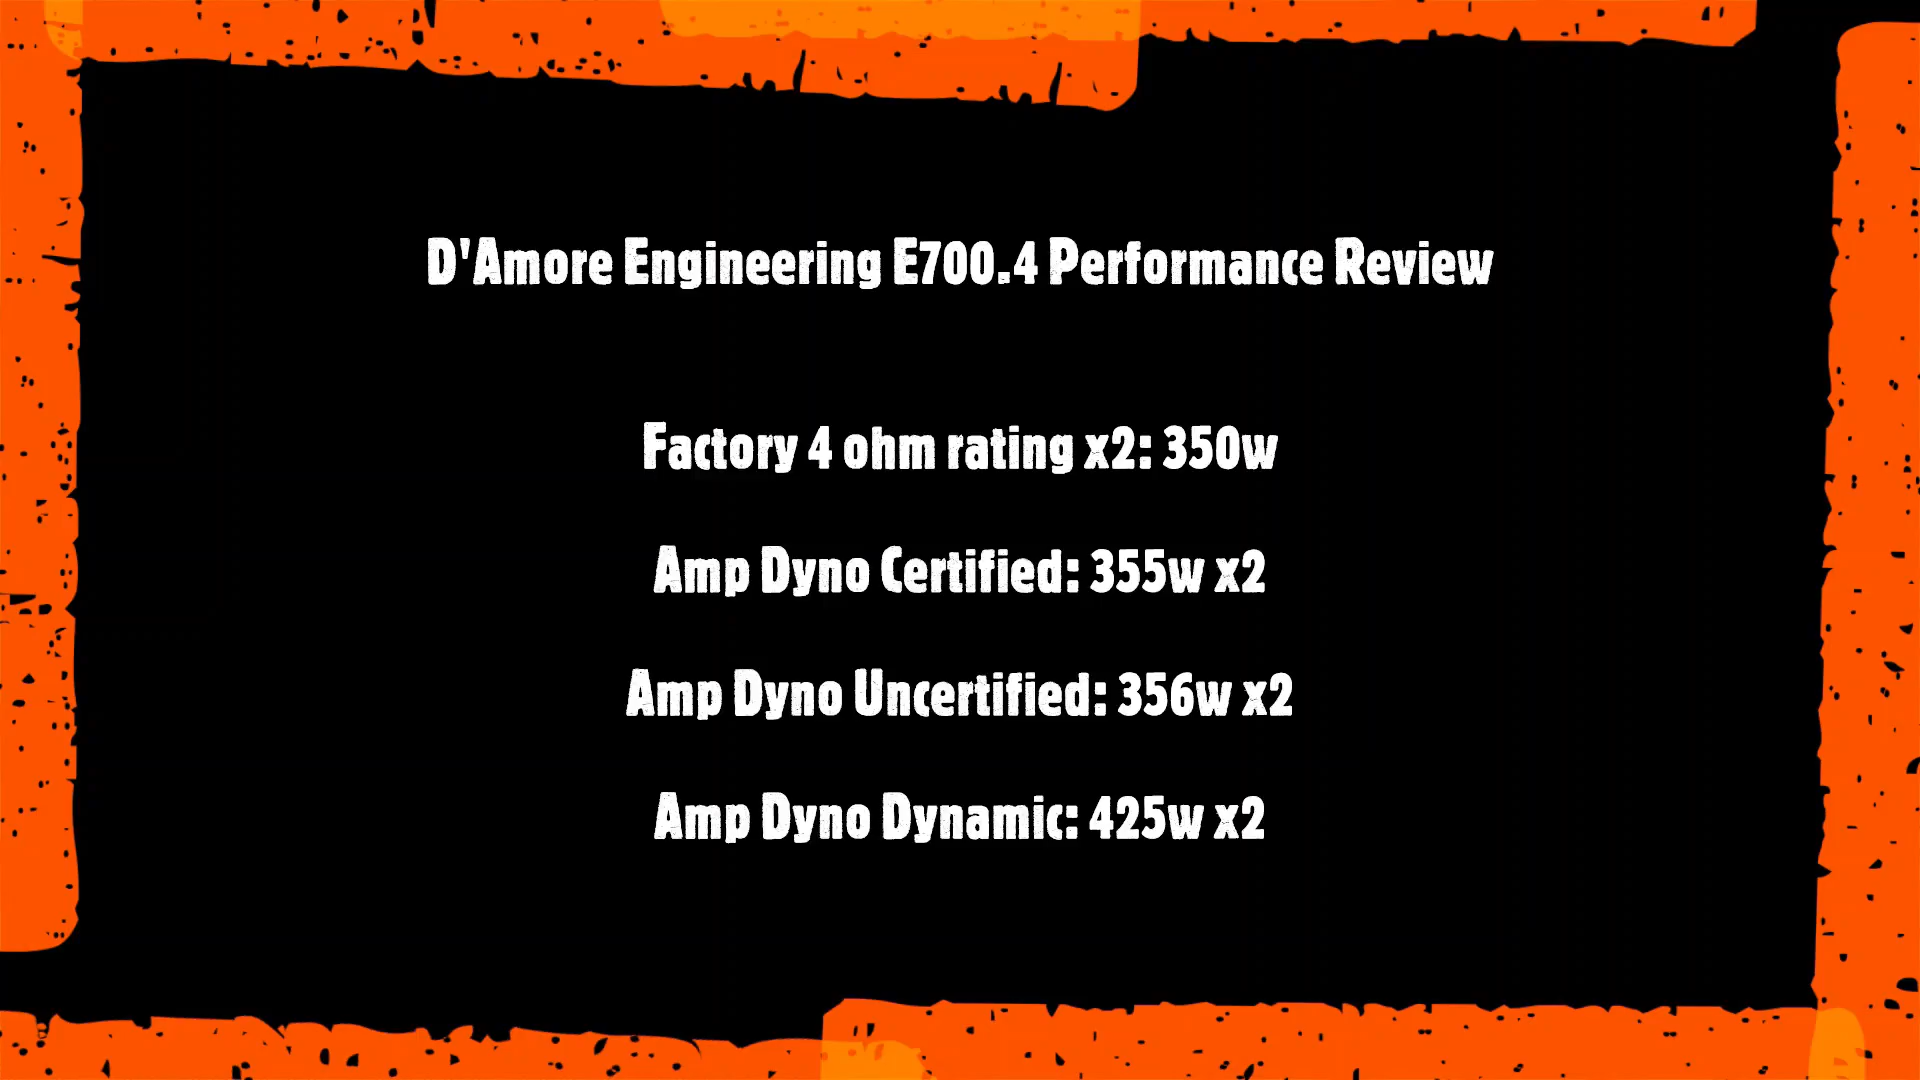 D'Amore Engineering E700.4 Performance Review
Factory 4 ohm rating x2: 350w
Amp Dyno Certified: 355w x2
Amp Dyno Uncertified: 356w x2
Amp Dyno Dynamic: 425w x2